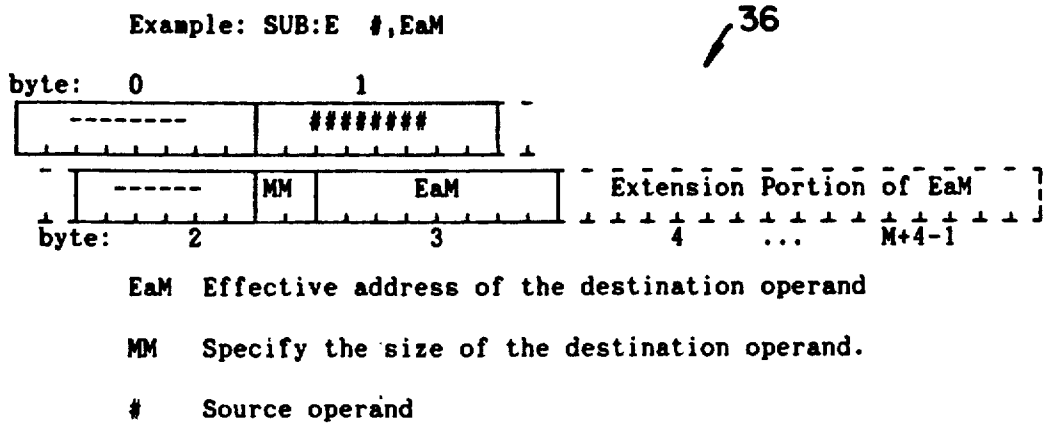 Example: SUB:E #,EaM
36
byte: 0 1
-------- ########
------ MM EaM Extension Portion of EaM
byte: 2 3 4 ... M+4-1
EaM Effective address of the destination operand
MM Specify the size of the destination operand.
# Source operand